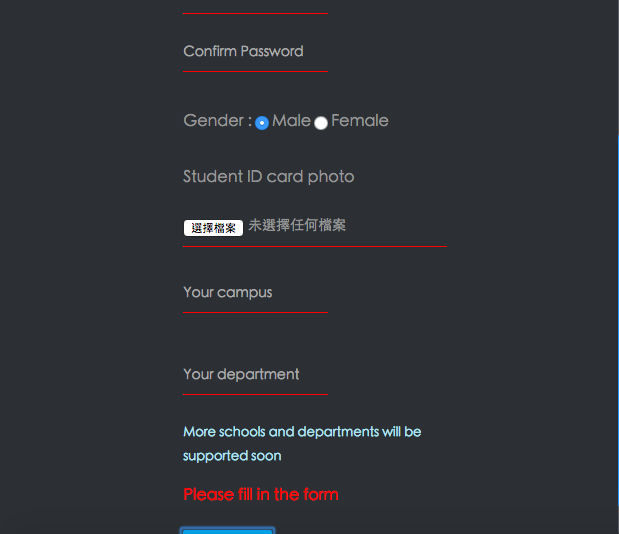 Confirm Password
Gender : Male Female
Student ID card photo
選擇檔案 未選擇任何檔案
Your campus
Your department
More schools and departments will be
supported soon
Please fill in the form